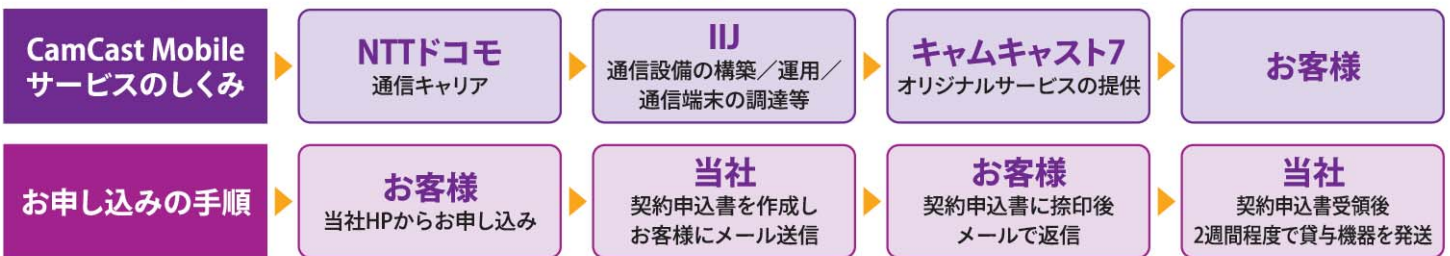 CamCast Mobile
サービスのしくみ
NTTドコモ
通信キャリア
IIJ
通信設備の構築／運用／
通信端末の調達等
キャムキャスト7
オリジナルサービスの提供
お客様
お申し込みの手順
お客様
当社HPからお申し込み
当社
契約申込書を作成し
お客様にメール送信
お客様
契約申込書に捺印後
メールで返信
当社
契約申込書受領後
2週間程度で貸与機器を発送